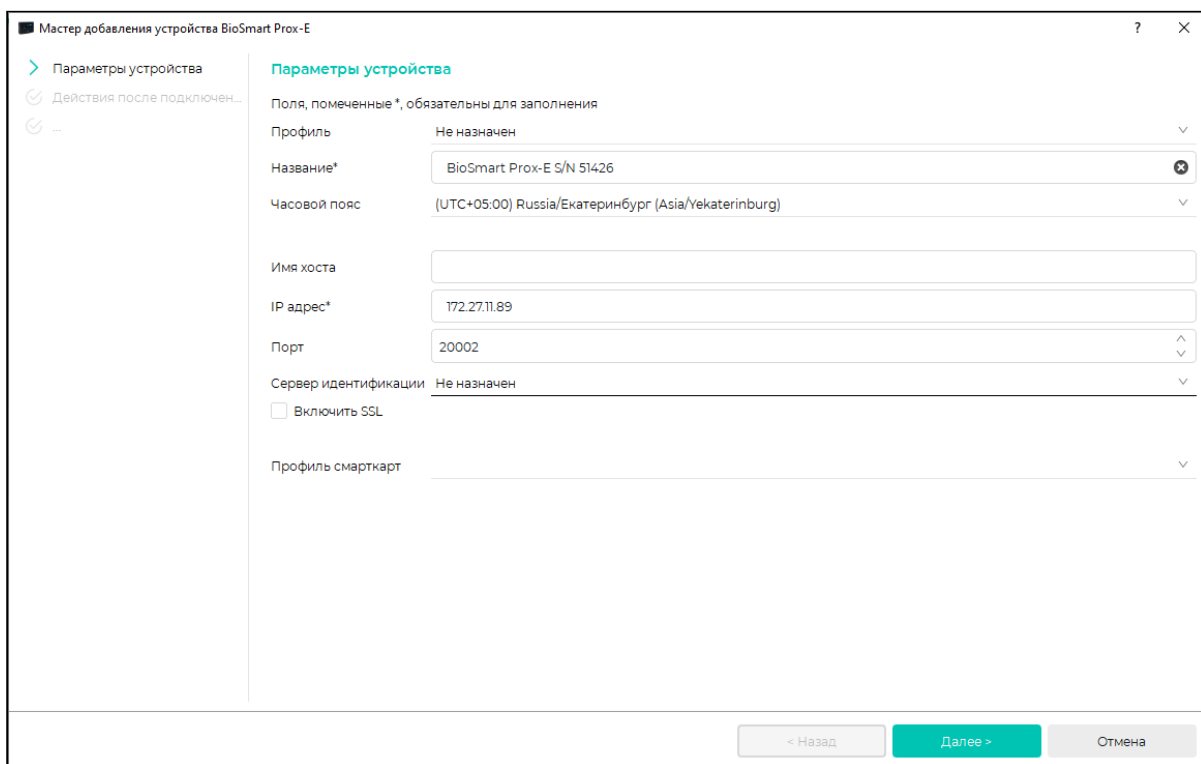 Мастер добавления устройства BioSmart Prox-E
?
Параметры устройства
Действия после подключен...
...
Параметры устройства
Поля, помеченные *, обязательны для заполнения
Профиль Не назначен
Название* BioSmart Prox-E S/N 51426
Часовой пояс (UTC+05:00) Russia/Екатеринбург (Asia/Yekaterinburg)
Имя хоста
IP адрес* 172.27.11.89
Порт 20002
Сервер идентификации Не назначен
Включить SSL
Профиль смарткарт
< Назад Далее > Отмена